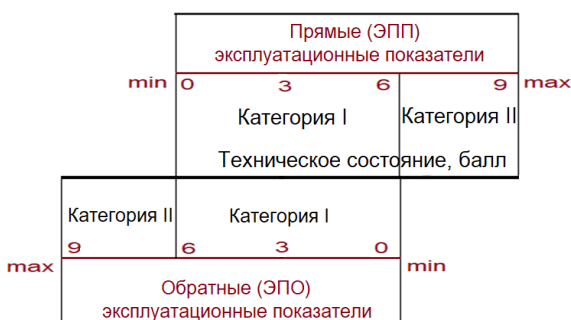 Прямые (ЭПП)
эксплуатационные показатели
min 0 3 6 9 max
Категория I Категория II
Техническое состояние, балл
Категория II Категория I
max 9 6 3 0 min
Обратные (ЭПО)
эксплуатационные показатели